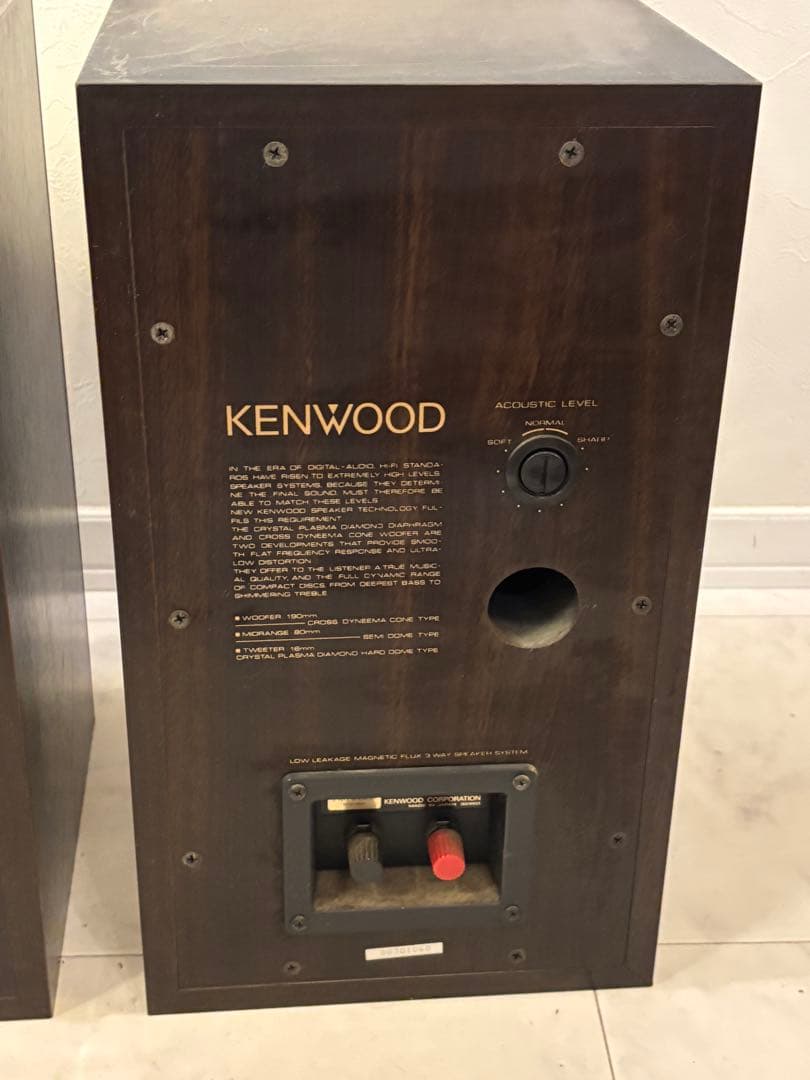 ACOUSTIC LEVEL
NORMAL
SOFT
SHARP
KENWOOD
IN THE ERA OF DIGITAL-AUDIO, HI-FI STANDA-
RDS HAVE RISEN TO EXTREMELY HIGH LEVELS.
SPEAKER SYSTEMS, BECAUSE THEY DETERMI-
NE THE FINAL SOUND, MUST THEREFORE BE
ABLE TO MATCH THESE LEVELS.
NEW KENWOOD SPEAKER TECHNOLOGY FUL-
FILS THIS REQUIREMENT.
THE CRYSTAL PLASMA DIAMOND DIAPHRAGM
AND CROSS DYNEEMA CONE WOOFER ARE
TWO DEVELOPMENTS THAT PROVIDE SMOO-
TH FLAT FREQUENCY RESPONSE AND ULTRA-
LOW DISTORTION.
THEY OFFER TO THE LISTENER A TRUE MUSIC-
AL QUALITY, AND THE FULL DYNAMIC RANGE
OF COMPACT DISCS, FROM DEEPEST BASS TO
SHIMMERING TREBLE.
WOOFER 190mm
CROSS DYNEEMA CONE TYPE
MIDRANGE 80mm
SEMI DOME TYPE
TWEETER 16mm
CRYSTAL PLASMA DIAMOND HARD DOME TYPE
LOW LEAKAGE MAGNETIC FLUX 3 WAY SPEAKER SYSTEM
KENWOOD CORPORATION
MADE IN JAPAN